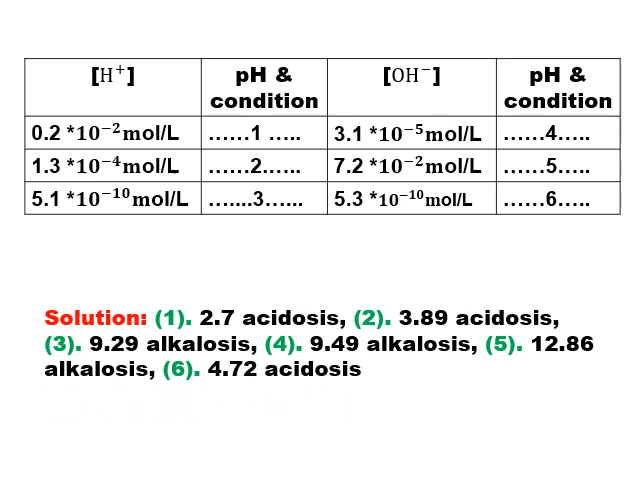 [H⁺] pH & condition [OH⁻] pH & condition
0.2 *10⁻²mol/L ……1 ….. 3.1 *10⁻⁵mol/L ……4…..
1.3 *10⁻⁴mol/L ……2…... 7.2 *10⁻²mol/L ……5…..
5.1 *10⁻¹⁰mol/L …....3…... 5.3 *10⁻¹⁰mol/L ……6…..
Solution: (1). 2.7 acidosis, (2). 3.89 acidosis,
(3). 9.29 alkalosis, (4). 9.49 alkalosis, (5). 12.86
alkalosis, (6). 4.72 acidosis